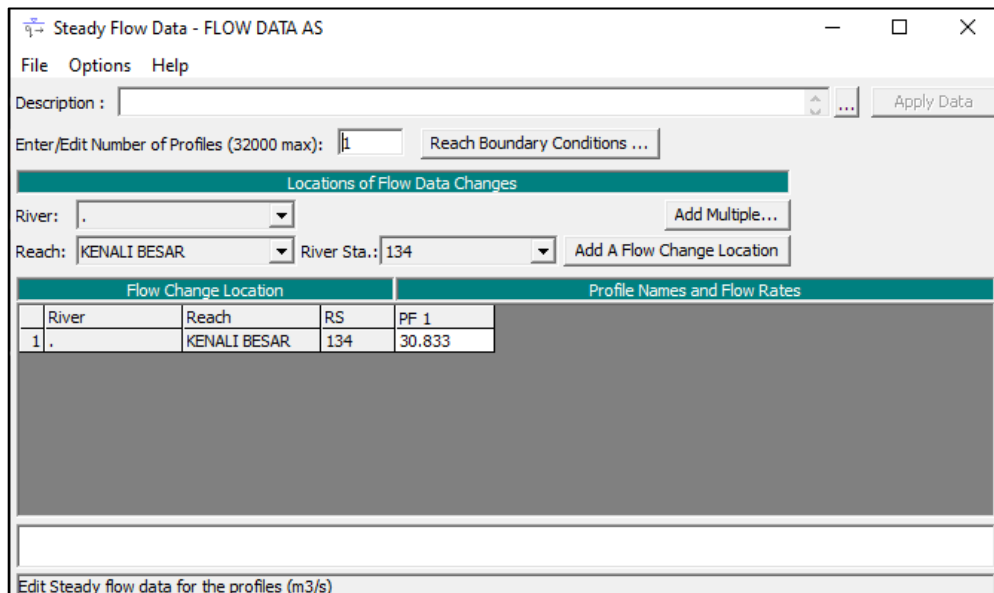 Steady Flow Data - FLOW DATA AS
File Options Help
Description : ... Apply Data
Enter/Edit Number of Profiles (32000 max): 1 Reach Boundary Conditions ...
Locations of Flow Data Changes
River: . Add Multiple...
Reach: KENALI BESAR River Sta.: 134 Add A Flow Change Location
Flow Change Location Profile Names and Flow Rates
River Reach RS PF 1
1 . KENALI BESAR 134 30.833
Edit Steady flow data for the profiles (m3/s)